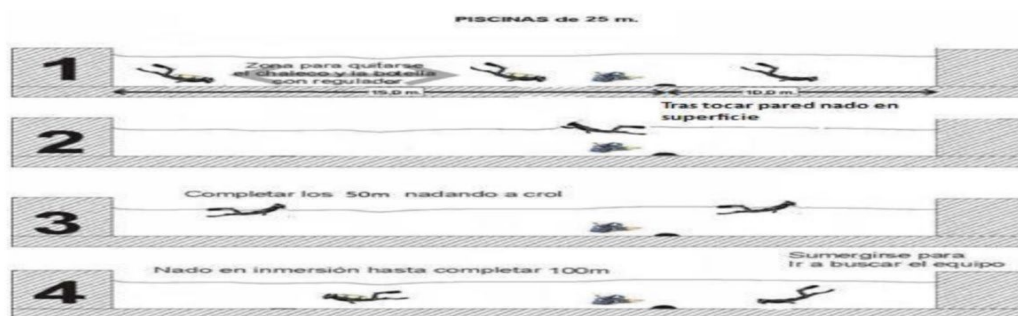 PISCINAS de 25 m.
1
Zona para quitarse
el chaleco y la botella
con regulador
15,0 m.
10,0 m.
Tras tocar pared nado en
superficie
2
Completar los 50m nadando a crol
3
Sumergirse para
Ir a buscar el equipo
Nado en inmersión hasta completar 100m
4